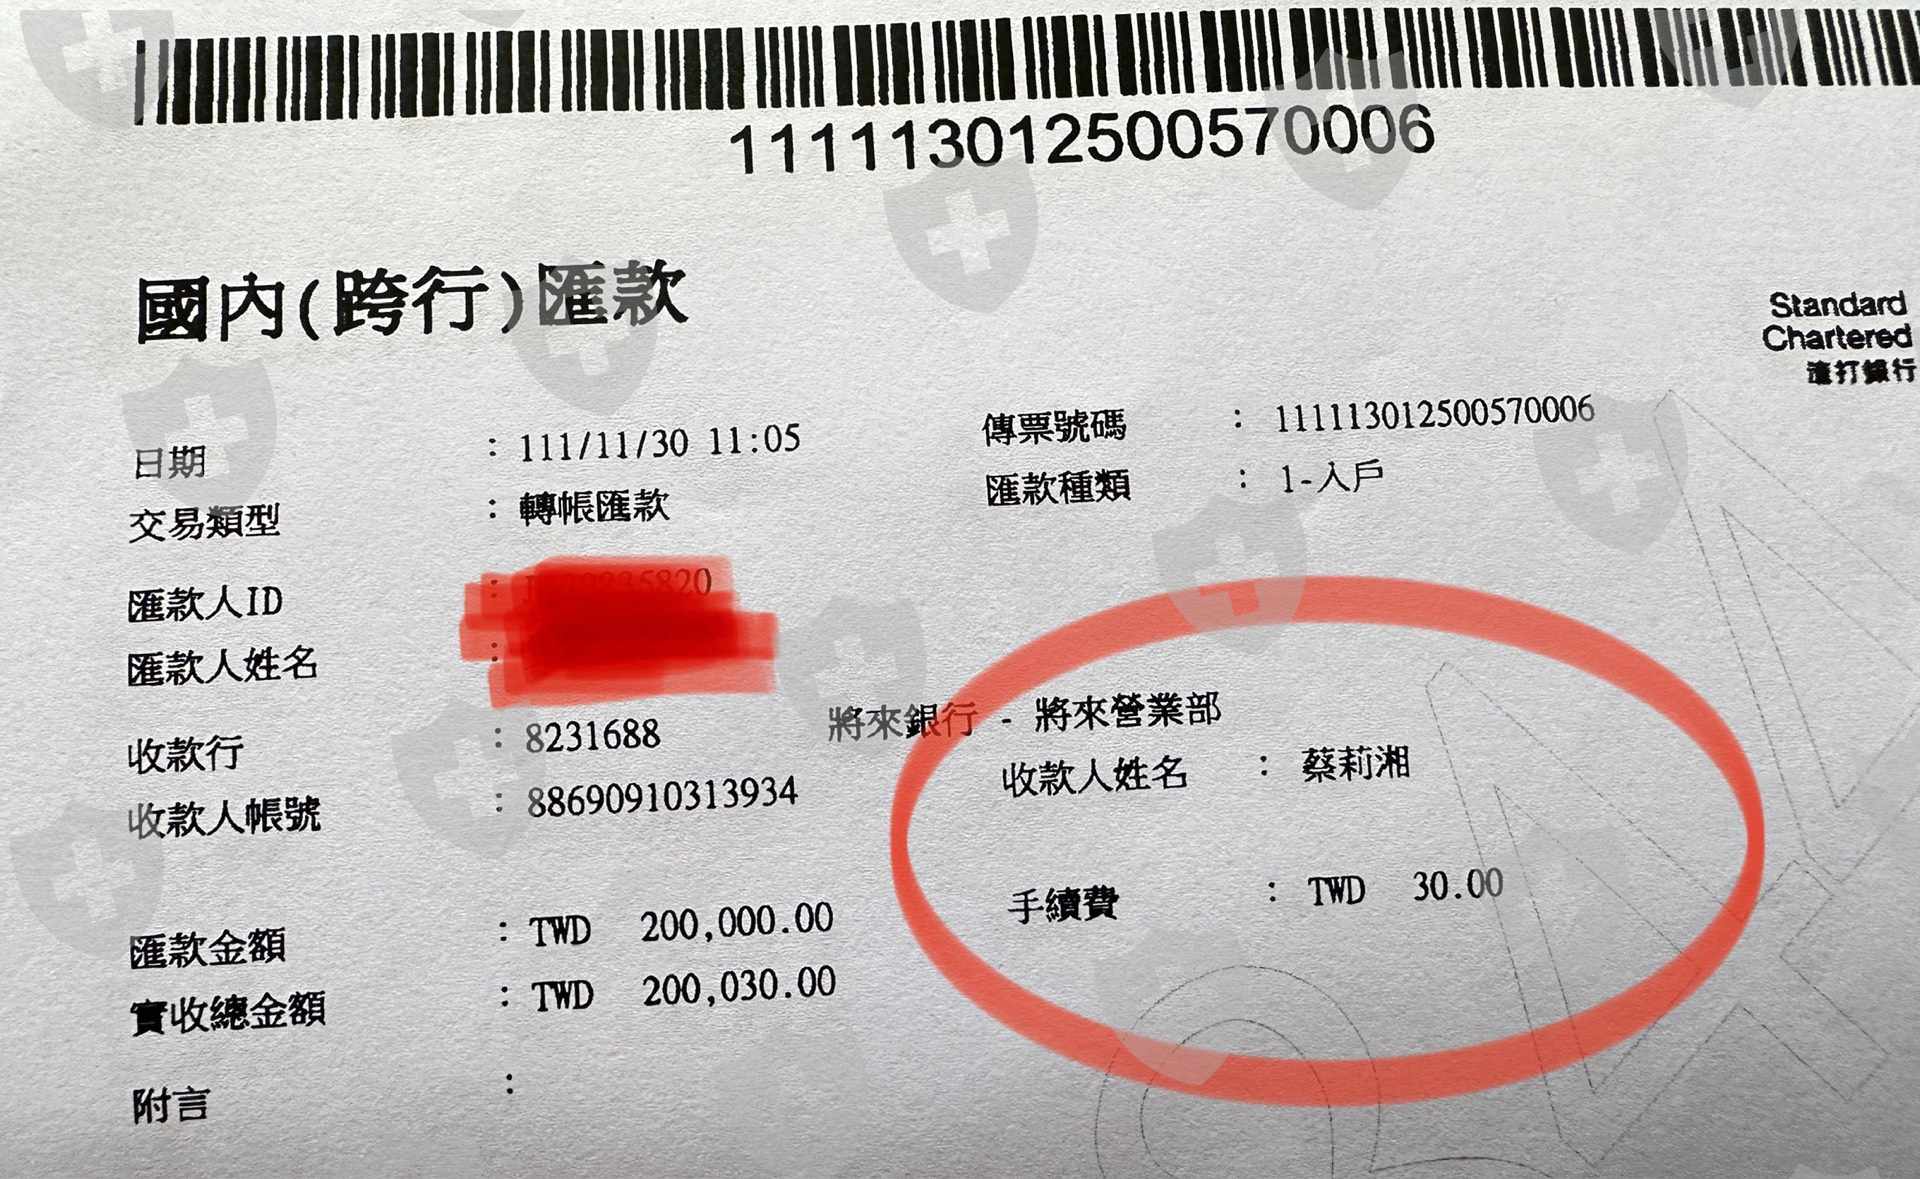 111113012500570006
國內(跨行)匯款
Standard
Chartered
渣打銀行
日期 : 111/11/30 11:05 傳票號碼 : 111113012500570006
交易類型 : 轉帳匯款 匯款種類 : 1-入戶
匯款人ID :
匯款人姓名 :
收款行 : 8231688 將來銀行 - 將來營業部
收款人帳號 : 88690910313934 收款人姓名 : 蔡莉湘
匯款金額 : TWD 200,000.00 手續費 : TWD 30.00
實收總金額 : TWD 200,030.00
附言 :